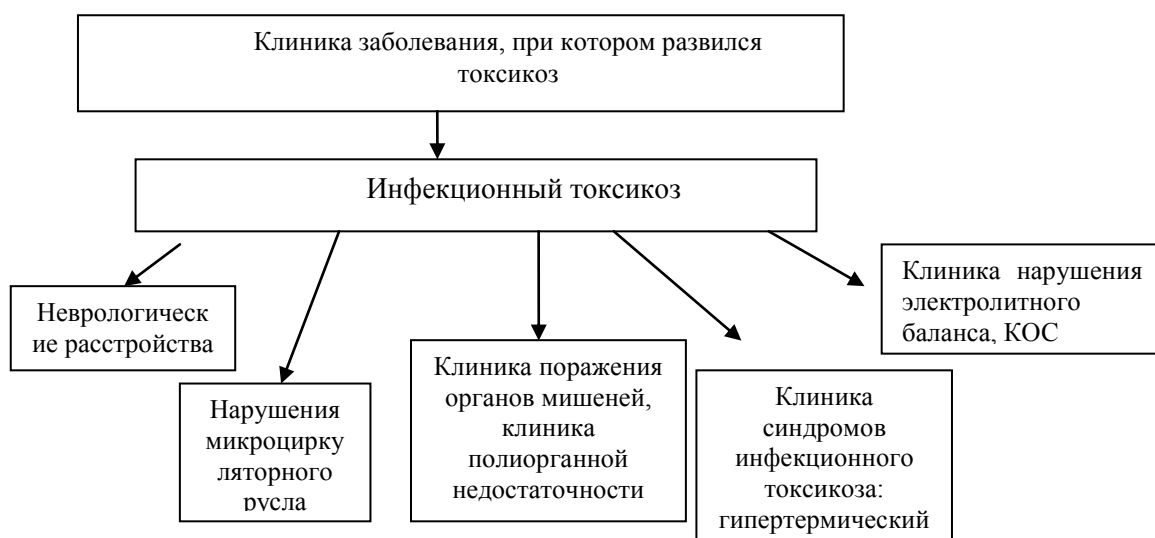 Клиника заболевания, при котором развился
токсикоз
Инфекционный токсикоз
Неврологическ
ие расстройства
Нарушения
микроцирку
ляторного
русла
Клиника поражения
органов мишеней,
клиника
полиорганной
недостаточности
Клиника
синдромов
инфекционного
токсикоза:
гипертермический
Клиника нарушения
электролитного
баланса, КОС